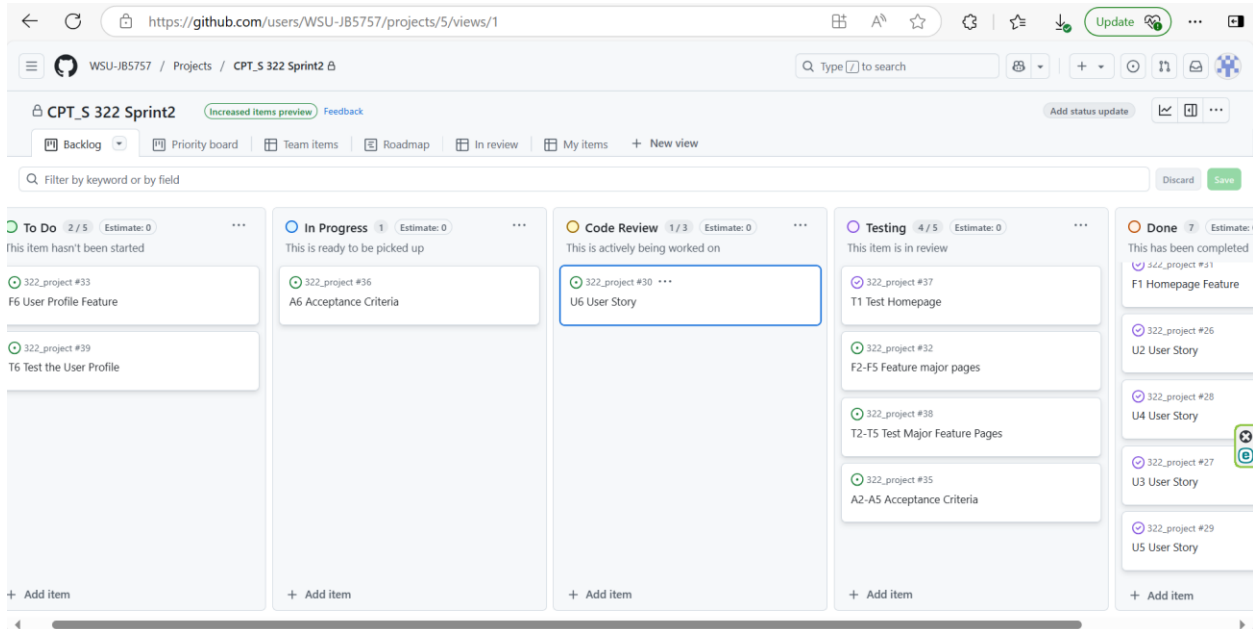 https://github.com/users/WSU-JB5757/projects/5/views/1
Update
WSU-JB5757 / Projects / CPT_S 322 Sprint2
Type / to search
CPT_S 322 Sprint2
Increased items preview
Feedback
Add status update
Backlog
Priority board
Team items
Roadmap
In review
My items
+ New view
Filter by keyword or by field
Discard
Save
To Do 2 / 5 Estimate: 0
This item hasn't been started
322_project #33
F6 User Profile Feature
322_project #39
T6 Test the User Profile
+ Add item
In Progress 1 Estimate: 0
This is ready to be picked up
322_project #36
A6 Acceptance Criteria
+ Add item
Code Review 1 / 3 Estimate: 0
This is actively being worked on
322_project #30
U6 User Story
+ Add item
Testing 4 / 5 Estimate: 0
This item is in review
322_project #37
T1 Test Homepage
322_project #32
F2-F5 Feature major pages
322_project #38
T2-T5 Test Major Feature Pages
322_project #35
A2-A5 Acceptance Criteria
+ Add item
Done 7 Estimate:
This has been completed
322_project #31
F1 Homepage Feature
322_project #26
U2 User Story
322_project #28
U4 User Story
322_project #27
U3 User Story
322_project #29
U5 User Story
+ Add item